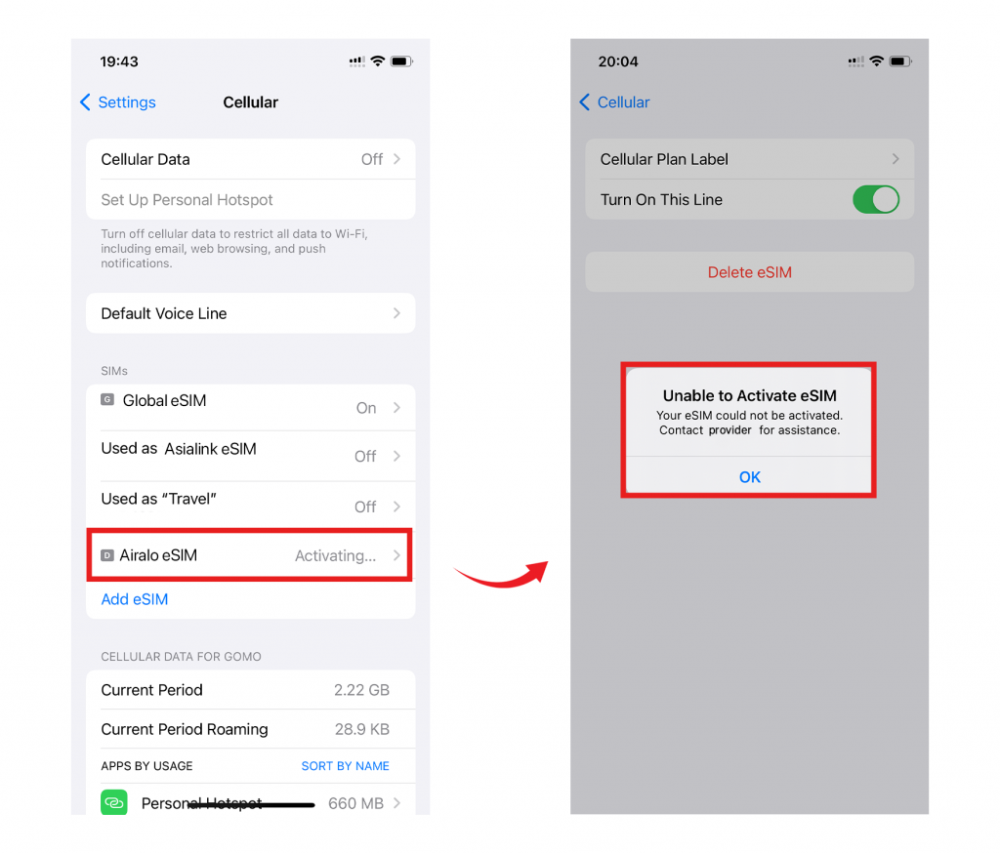 19:43
Settings
Cellular
Cellular Data
Off
Set Up Personal Hotspot
Turn off cellular data to restrict all data to Wi-Fi,
including email, web browsing, and push
notifications.
Default Voice Line
SIMs
G Global eSIM
On
Used as Asialink eSIM
Off
Used as “Travel”
Off
D Airalo eSIM
Activating...
Add eSIM
CELLULAR DATA FOR GOMO
Current Period
2.22 GB
Current Period Roaming
28.9 KB
APPS BY USAGE
SORT BY NAME
Personal Hotspot
660 MB
20:04
Cellular
Cellular Plan Label
Turn On This Line
Delete eSIM
Unable to Activate eSIM
Your eSIM could not be activated.
Contact provider for assistance.
OK